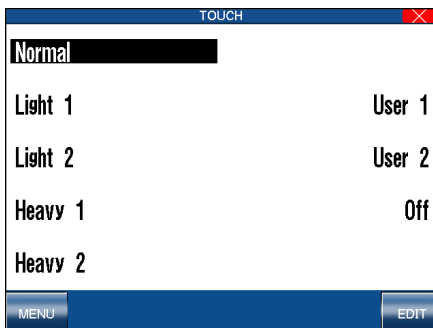 TOUCH
Normal
Light 1
User 1
Light 2
User 2
Heavy 1
Off
Heavy 2
MENU
EDIT